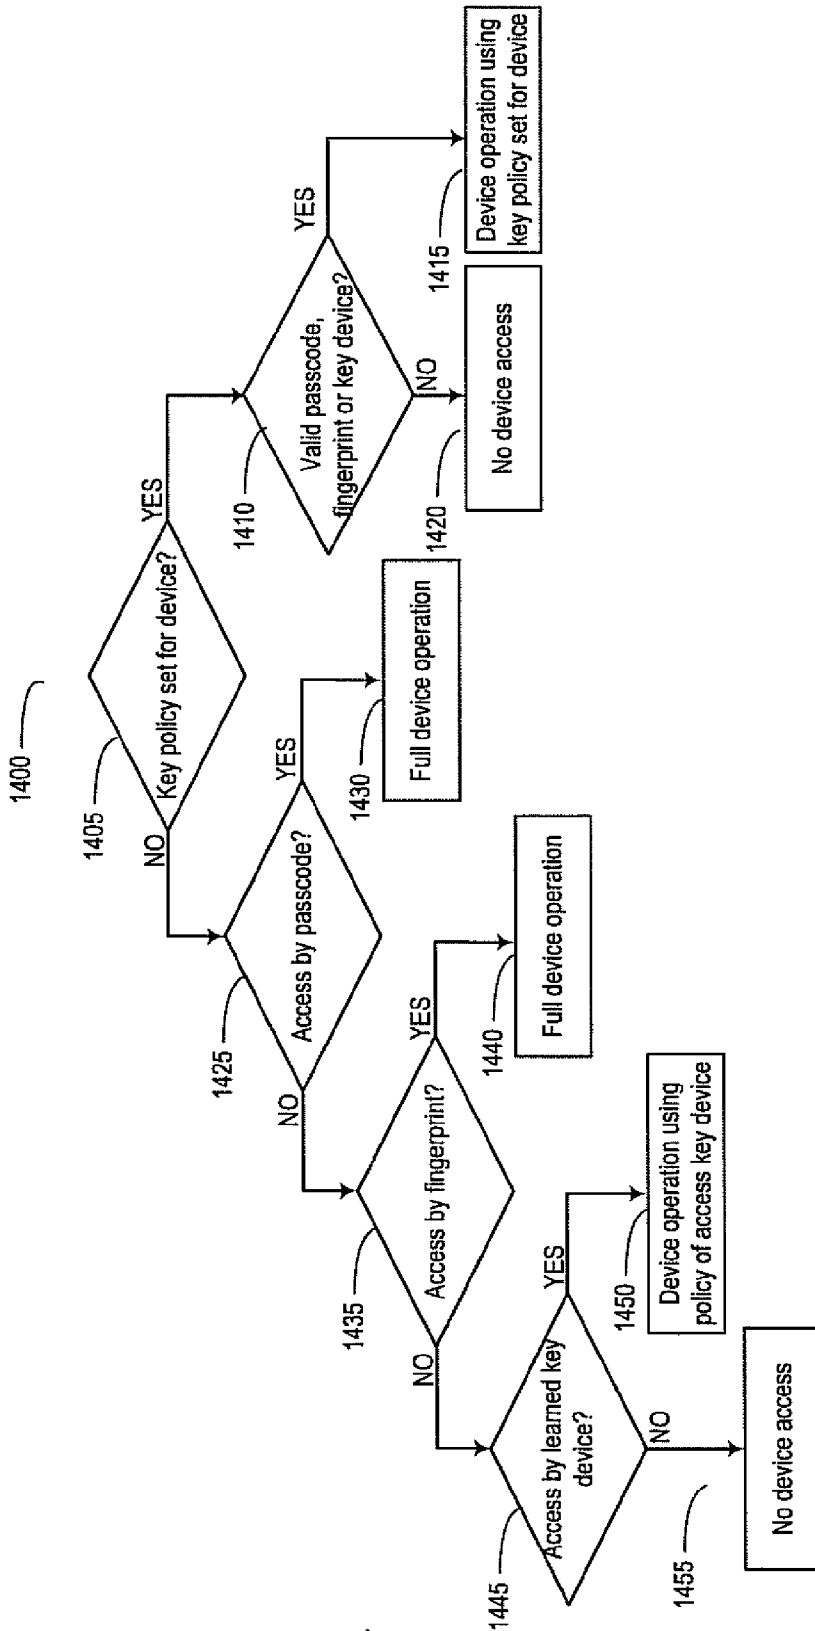 1400
1405
Key policy set for device?
YES
NO
1410
Valid passcode,
fingerprint or key device?
YES
NO
1415
Device operation using
key policy set for device
1420
No device access
1425
Access by passcode?
YES
NO
1430
Full device operation
1435
Access by fingerprint?
YES
NO
1440
Full device operation
1445
Access by learned key
device?
YES
NO
1450
Device operation using
policy of access key device
1455
No device access